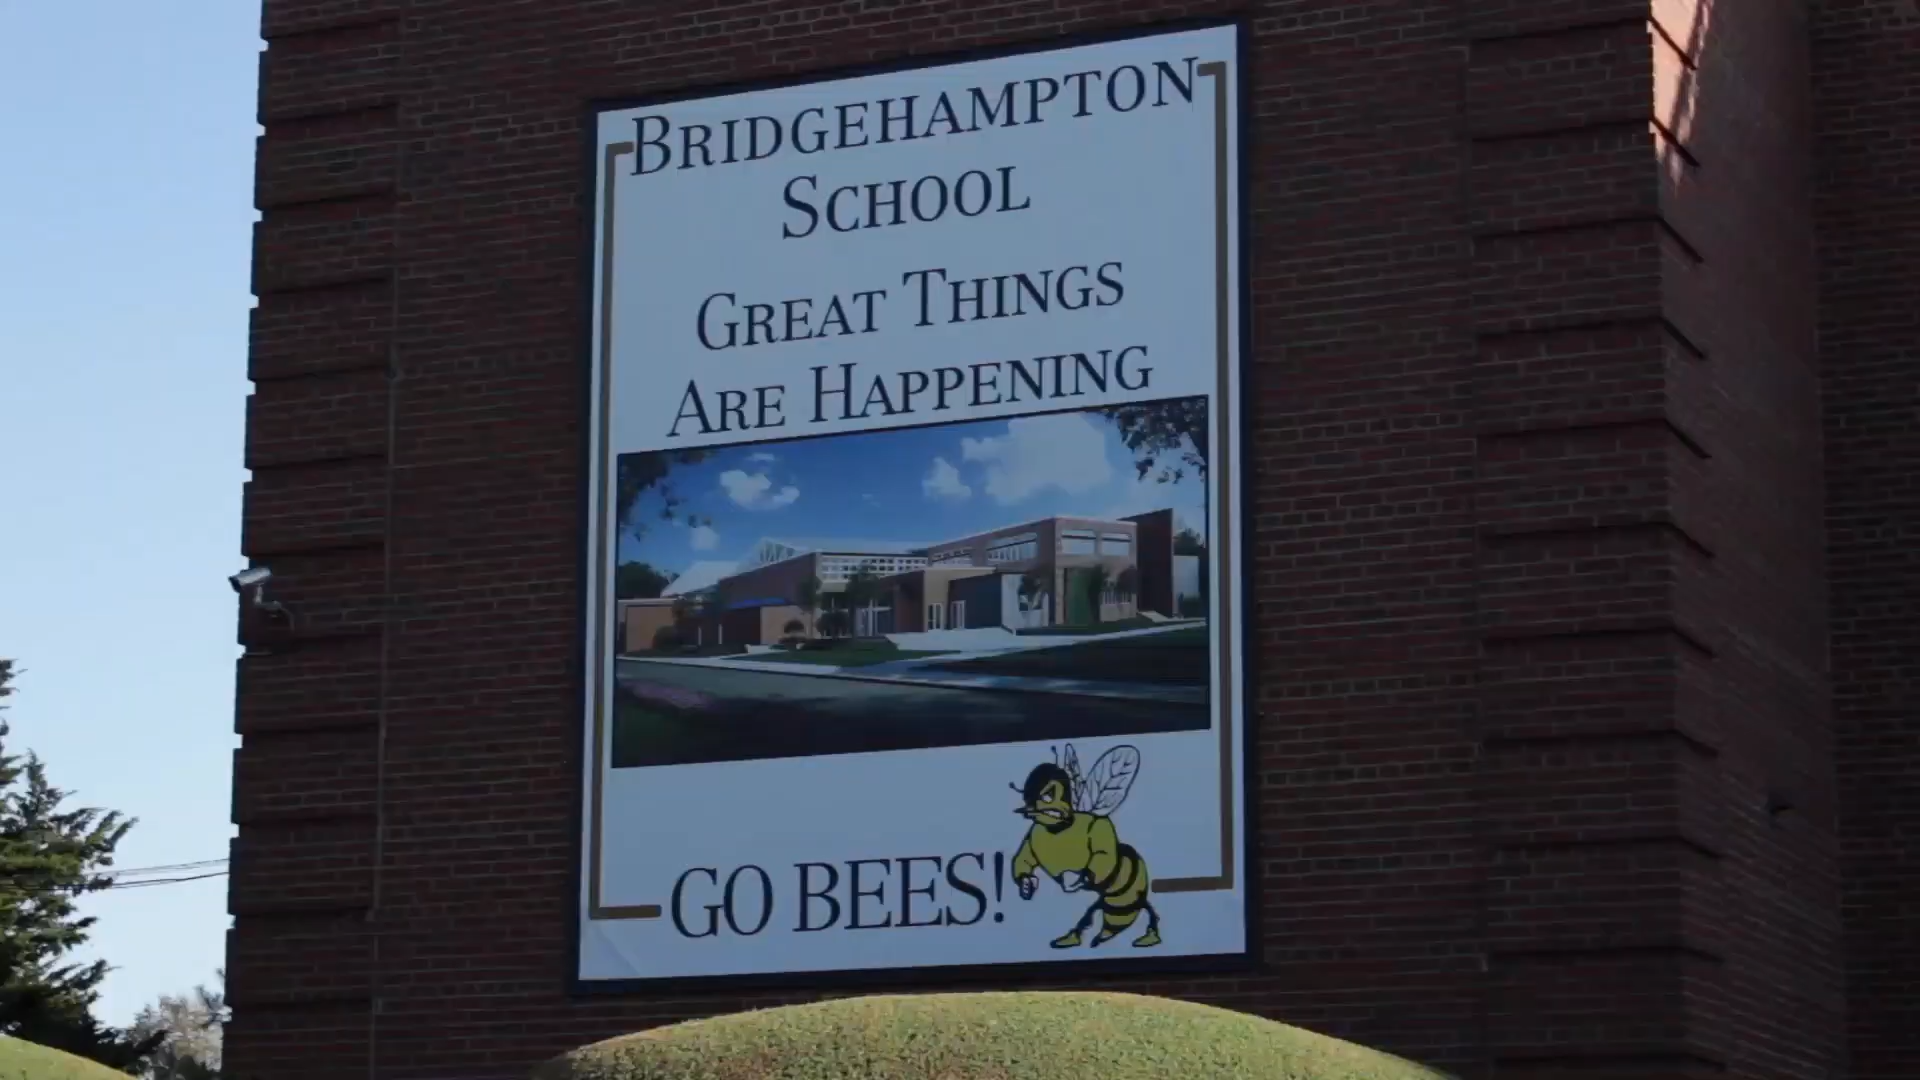 BRIDGEHAMPTON
SCHOOL
GREAT THINGS
ARE HAPPENING
GO BEES!